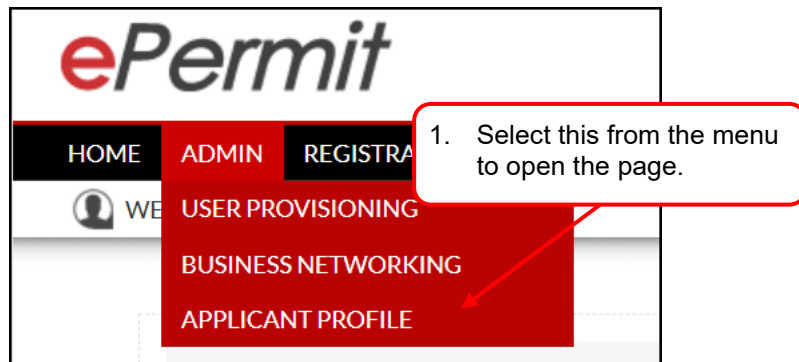 ePermit
HOME ADMIN REGISTRA
1. Select this from the menu
to open the page.
WE
USER PROVISIONING
BUSINESS NETWORKING
APPLICANT PROFILE